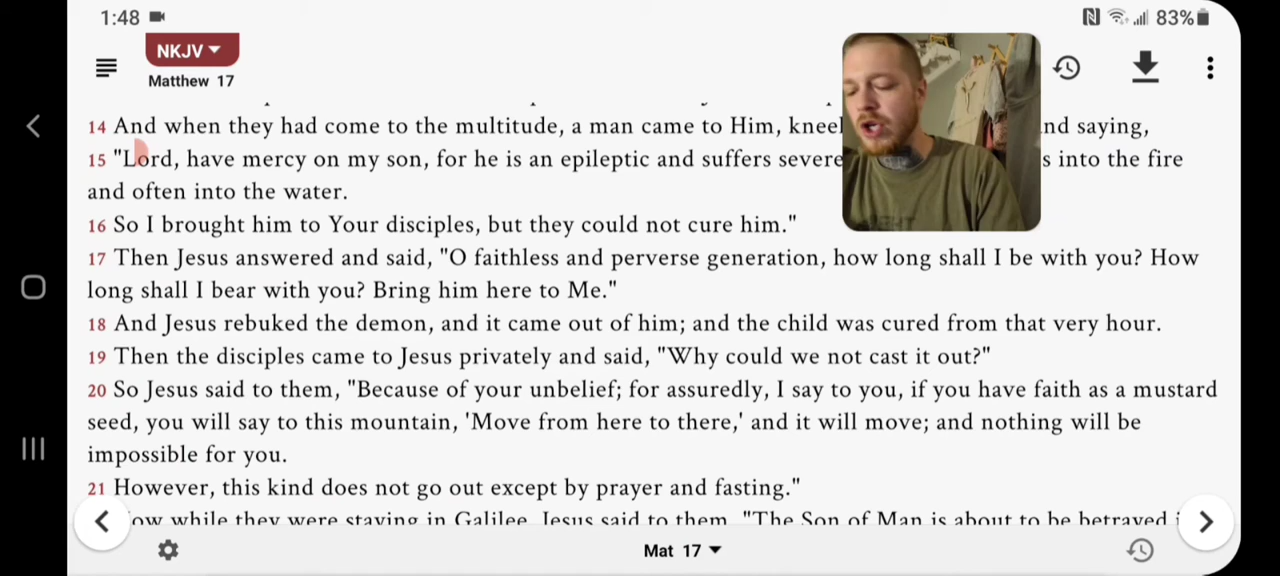 1:48 83%
NKJV
Matthew 17
14 And when they had come to the multitude, a man came to Him, saying,
15 "Lord, have mercy on my son, for he is an epileptic and suffers into the fire
and often into the water.
16 So I brought him to Your disciples, but they could not cure him."
17 Then Jesus answered and said, "O faithless and perverse generation, how long shall I be with you? How
long shall I bear with you? Bring him here to Me."
18 And Jesus rebuked the demon, and it came out of him; and the child was cured from that very hour.
19 Then the disciples came to Jesus privately and said, "Why could we not cast it out?"
20 So Jesus said to them, "Because of your unbelief; for assuredly, I say to you, if you have faith as a mustard
seed, you will say to this mountain, 'Move from here to there,' and it will move; and nothing will be
impossible for you.
21 However, this kind does not go out except by prayer and fasting."
while they were staying in Galilee, Jesus said to them, "The Son of Man is about to be betrayed
Mat 17